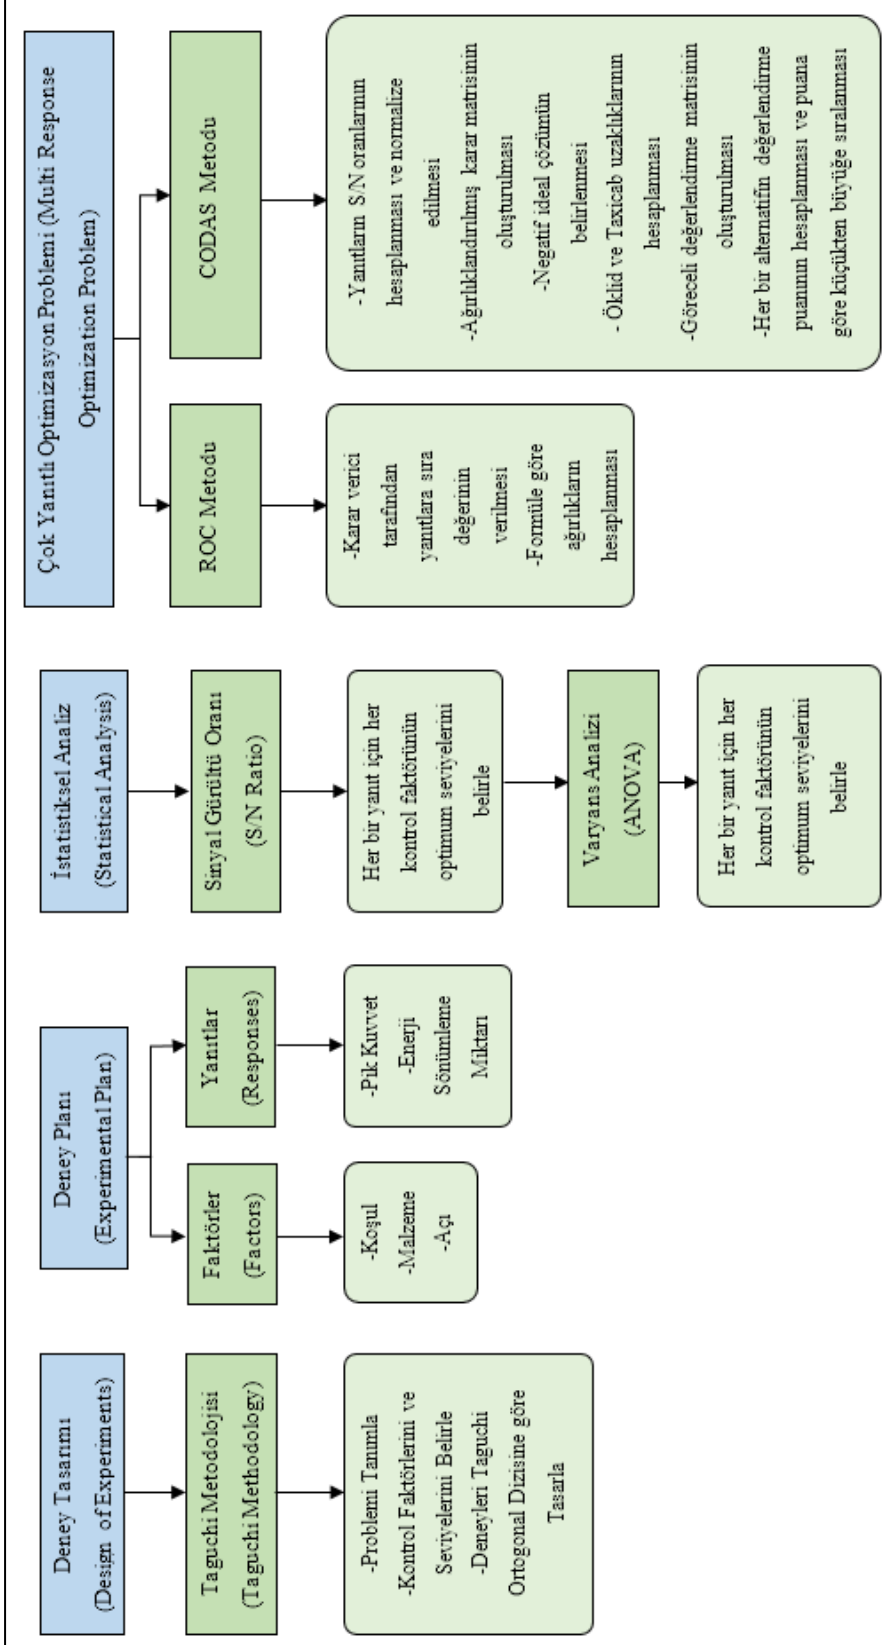 Deney Tasarımı
(Design of Experiments)
Taguchi Metodolojisi
(Taguchi Methodology)
-Problemi Tanımla
-Kontrol Faktörlerini ve
Seviyelerini Belirle
-Deneyleri Taguchi
Ortogonal Dizisine göre
Tasarla
Deney Planı
(Experimental Plan)
Faktörler
(Factors)
-Koşul
-Malzeme
-Açı
Yanıtlar
(Responses)
-Pik Kuvvet
-Enerji
Sönümleme
Miktarı
İstatistiksel Analiz
(Statistical Analysis)
Sinyal Gürültü Oranı
(S/N Ratio)
Her bir yanıt için her
kontrol faktörünün
optimum seviyelerini
belirle
Varyans Analizi
(ANOVA)
Her bir yanıt için her
kontrol faktörünün
optimum seviyelerini
belirle
Çok Yanıtlı Optimizasyon Problemi (Multi Response
Optimization Problem)
ROC Metodu
-Karar verici
tarafından
yanıtlara sıra
değerinin
verilmesi
-Formüle göre
ağırlıkların
hesaplanması
CODAS Metodu
-Yanıtların S/N oranlarının
hesaplanması ve normalize
edilmesi
-Ağırlıklandırılmış karar matrisinin
oluşturulması
-Negatif ideal çözümün
belirlenmesi
- Öklid ve Taxicab uzaklıklarının
hesaplanması
-Göreceli değerlendirme matrisinin
oluşturulması
-Her bir alternatifin değerlendirme
puanının hesaplanması ve puana
göre küçükten büyüğe sıralanması